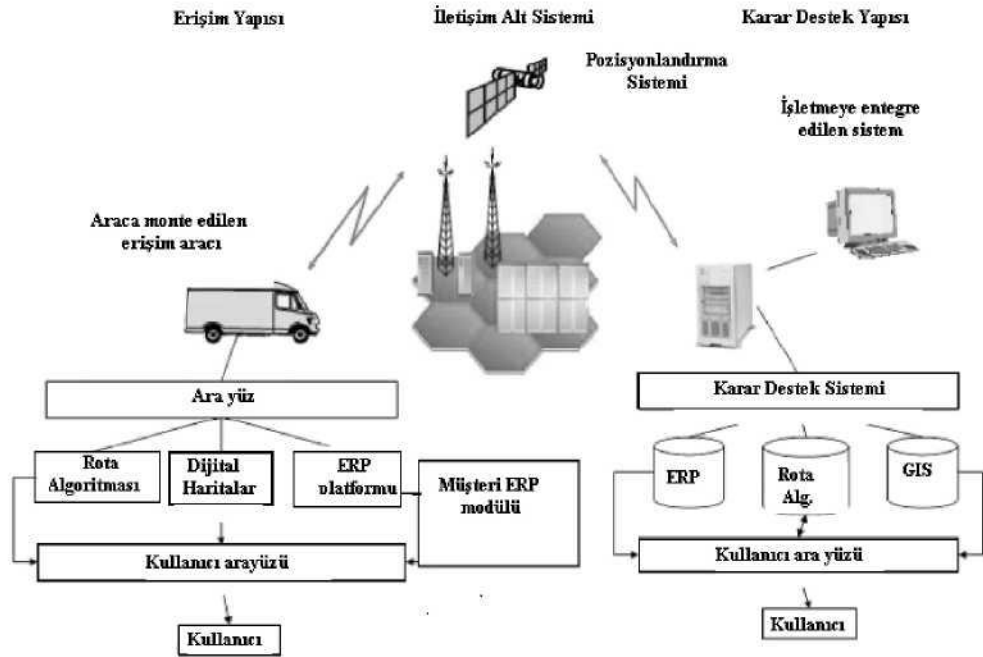 Erişim Yapısı
İletişim Alt Sistemi
Karar Destek Yapısı
Pozisyonlandırma
Sistemi
İşletmeye entegre
edilen sistem
Araca monte edilen
erişim aracı
Ara yüz
Karar Destek Sistemi
Rota
Algoritması
Dijital
Haritalar
ERP
platformu
Müşteri ERP
modülü
ERP
Rota
Alg.
GIS
Kullanıcı arayüzü
Kullanıcı ara yüzü
Kullanıcı
Kullanıcı